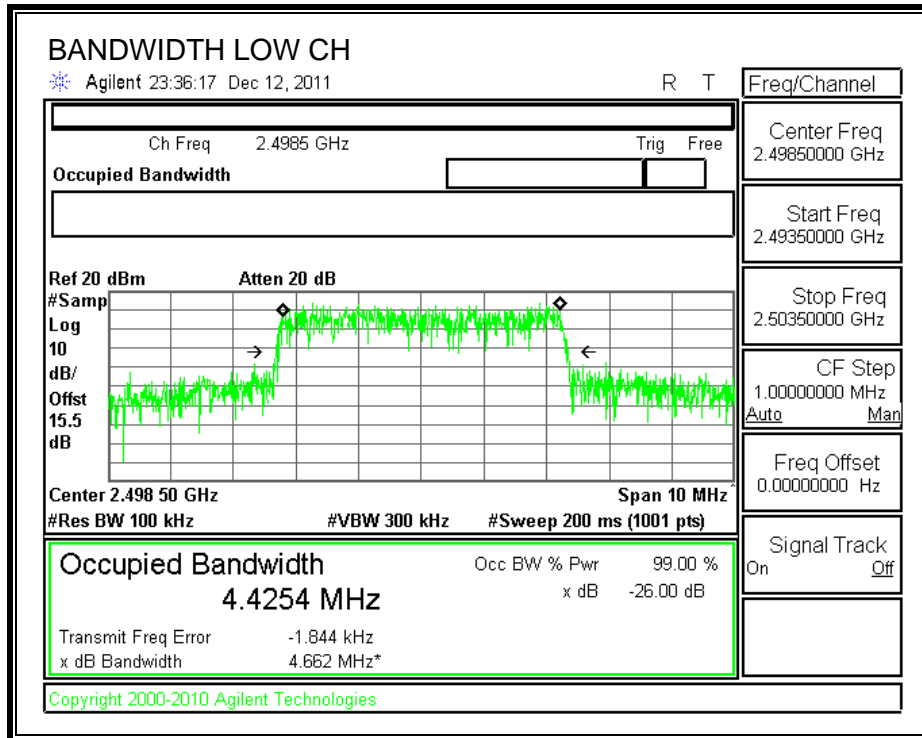 BANDWIDTH LOW CH
Agilent 23:36:17 Dec 12, 2011 R T
Ch Freq 2.4985 GHz Trig Free
Occupied Bandwidth
Ref 20 dBm Atten 20 dB
#Samp
Log
10
dB/
Offst
15.5
dB
Center 2.498 50 GHz Span 10 MHz^
#Res BW 100 kHz #VBW 300 kHz #Sweep 200 ms (1001 pts)
Occupied Bandwidth Occ BW % Pwr 99.00 %
4.4254 MHz x dB -26.00 dB
Transmit Freq Error -1.844 kHz
x dB Bandwidth 4.662 MHz*
Copyright 2000-2010 Agilent Technologies
Freq/Channel
Center Freq
2.49850000 GHz
Start Freq
2.49350000 GHz
Stop Freq
2.50350000 GHz
CF Step
1.00000000 MHz
Auto Man
Freq Offset
0.00000000 Hz
Signal Track
On Off